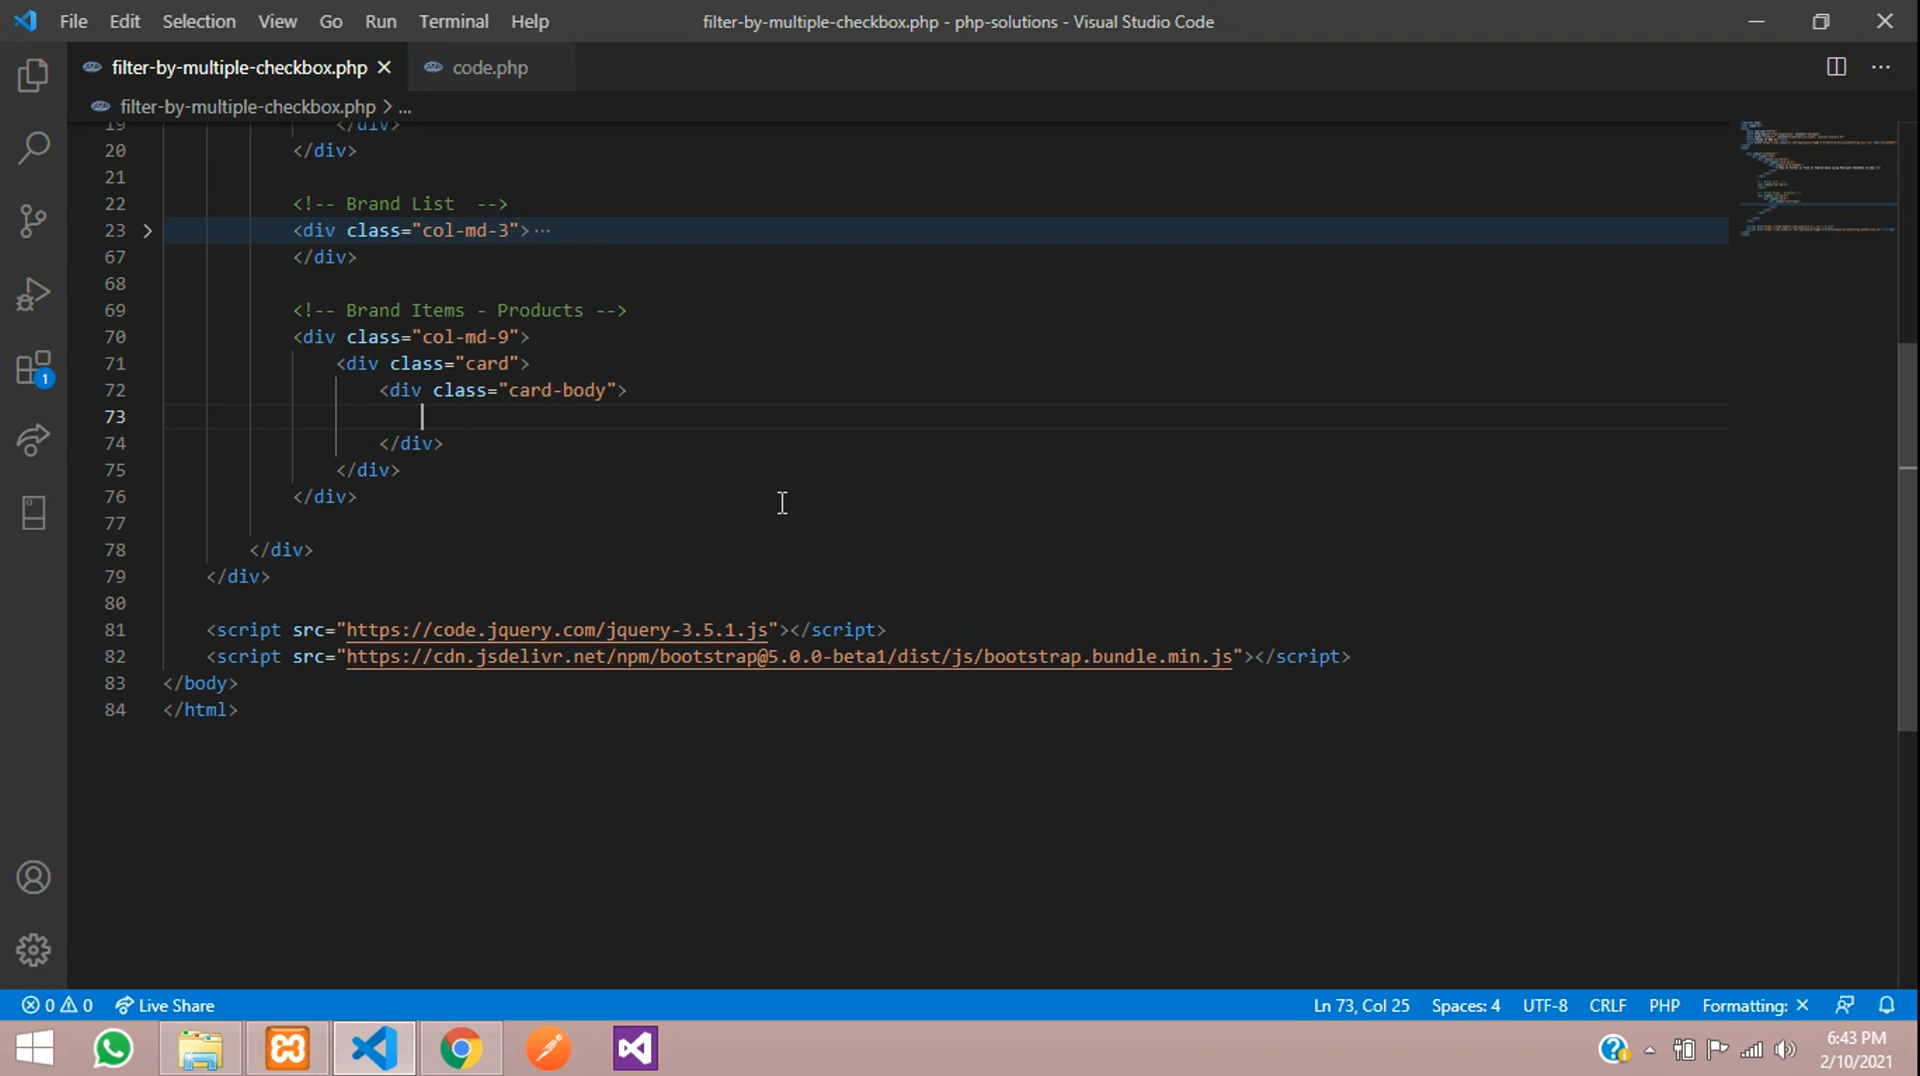 File Edit Selection View Go Run Terminal Help filter-by-multiple-checkbox.php - php-solutions - Visual Studio Code
filter-by-multiple-checkbox.php code.php
filter-by-multiple-checkbox.php > ...
19 </div>
20 </div>
21
22 <!-- Brand List -->
23 <div class="col-md-3"> ...
67 </div>
68
69 <!-- Brand Items - Products -->
70 <div class="col-md-9">
71 <div class="card">
72 <div class="card-body">
73
74 </div>
75 </div>
76 </div>
77
78 </div>
79 </div>
80
81 <script src="https://code.jquery.com/jquery-3.5.1.js"></script>
82 <script src="https://cdn.jsdelivr.net/npm/bootstrap@5.0.0-beta1/dist/js/bootstrap.bundle.min.js"></script>
83 </body>
84 </html>
1
0 0 Live Share Ln 73, Col 25 Spaces: 4 UTF-8 CRLF PHP Formatting: ×
6:43 PM
2/10/2021